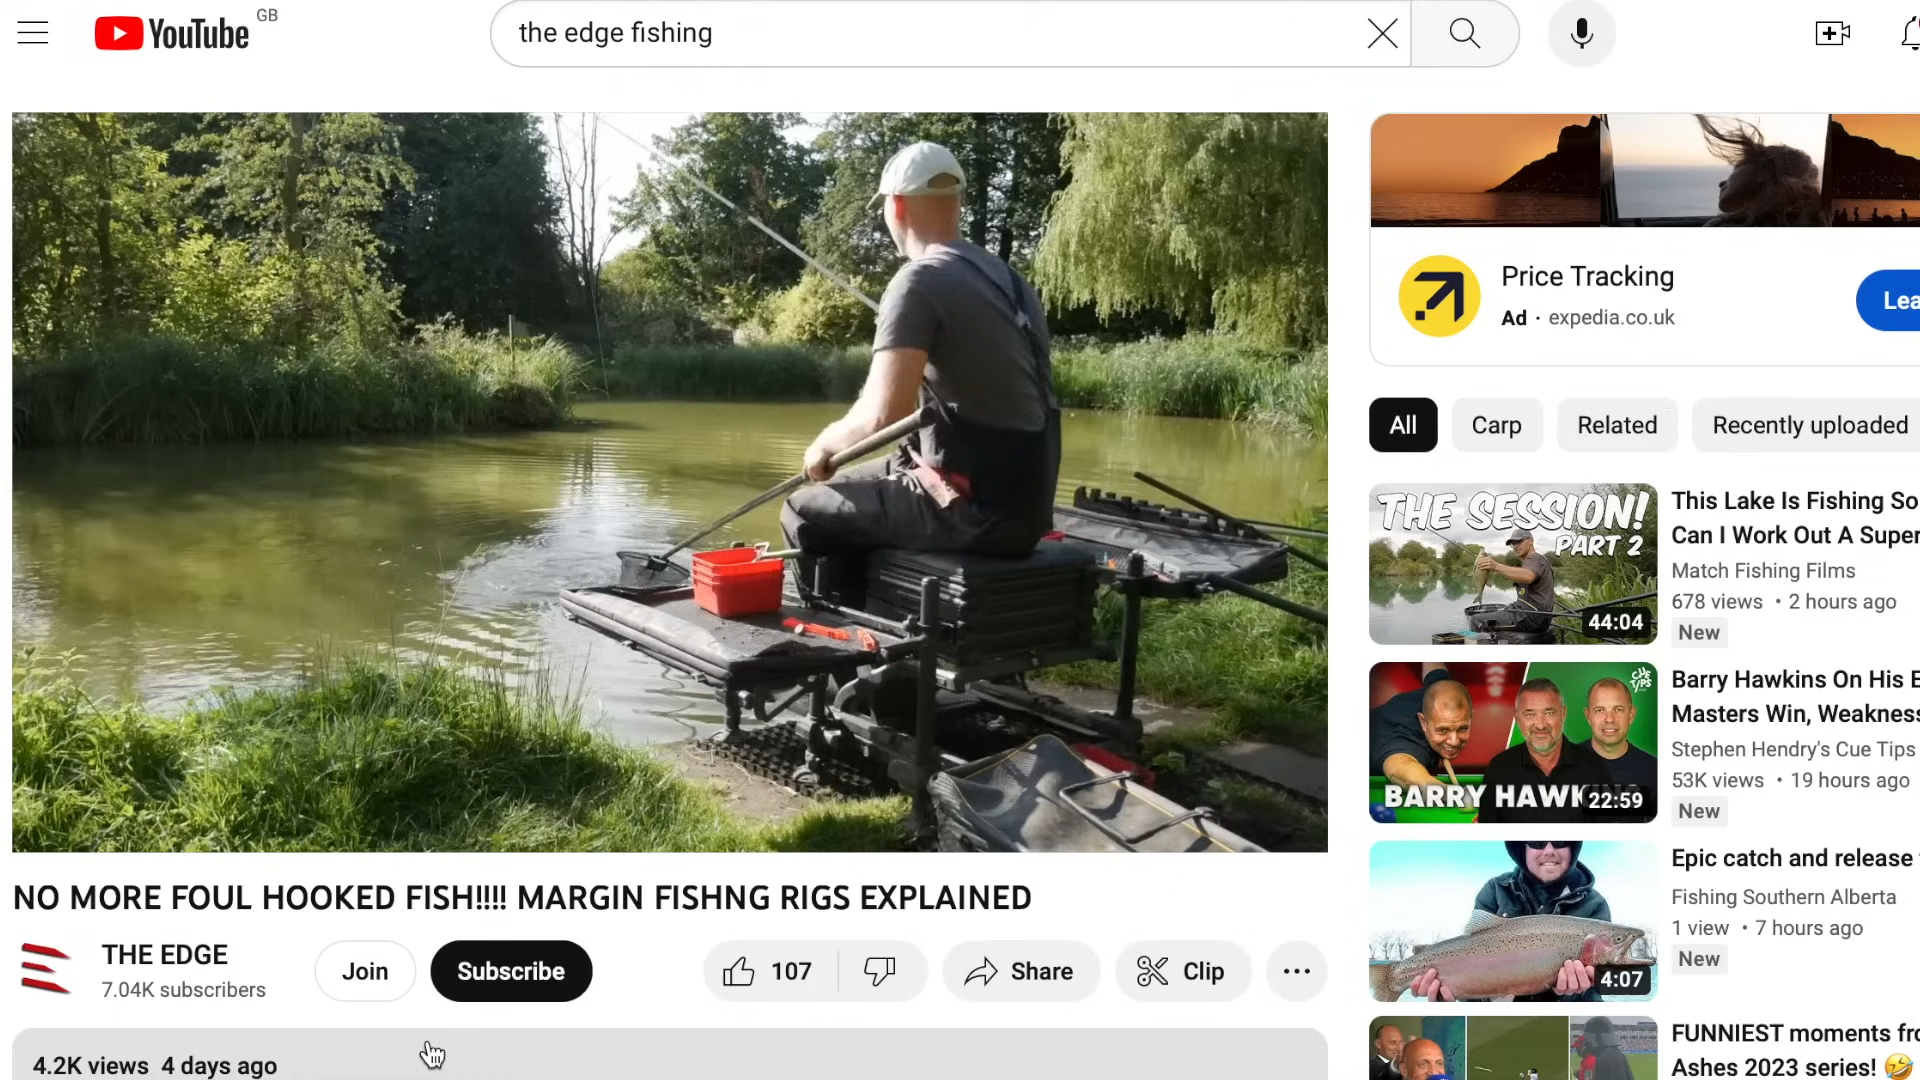 YouTube GB
the edge fishing
Price Tracking
Ad · expedia.co.uk
Lea
All
Carp
Related
Recently uploaded
THE SESSION!
PART 2
44:04
This Lake Is Fishing So
Can I Work Out A Super
Match Fishing Films
678 views • 2 hours ago
New
CUE TIPS
BARRY HAWK
22:59
Barry Hawkins On His E
Masters Win, Weakness
Stephen Hendry's Cue Tips
53K views • 19 hours ago
New
4:07
Epic catch and release
Fishing Southern Alberta
1 view • 7 hours ago
New
FUNNIEST moments fro
Ashes 2023 series! 🤣
NO MORE FOUL HOOKED FISH!!!! MARGIN FISHNG RIGS EXPLAINED
THE EDGE
7.04K subscribers
Join
Subscribe
107
Share
Clip
4.2K views 4 days ago